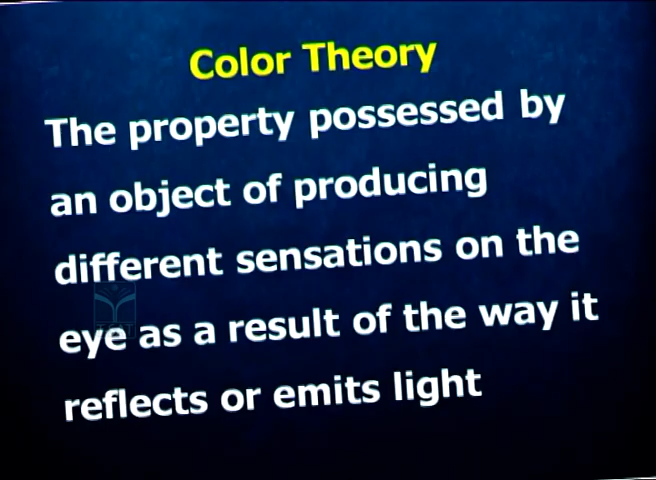 Color Theory
The property possessed by
an object of producing
different sensations on the
eye as a result of the way it
reflects or emits light